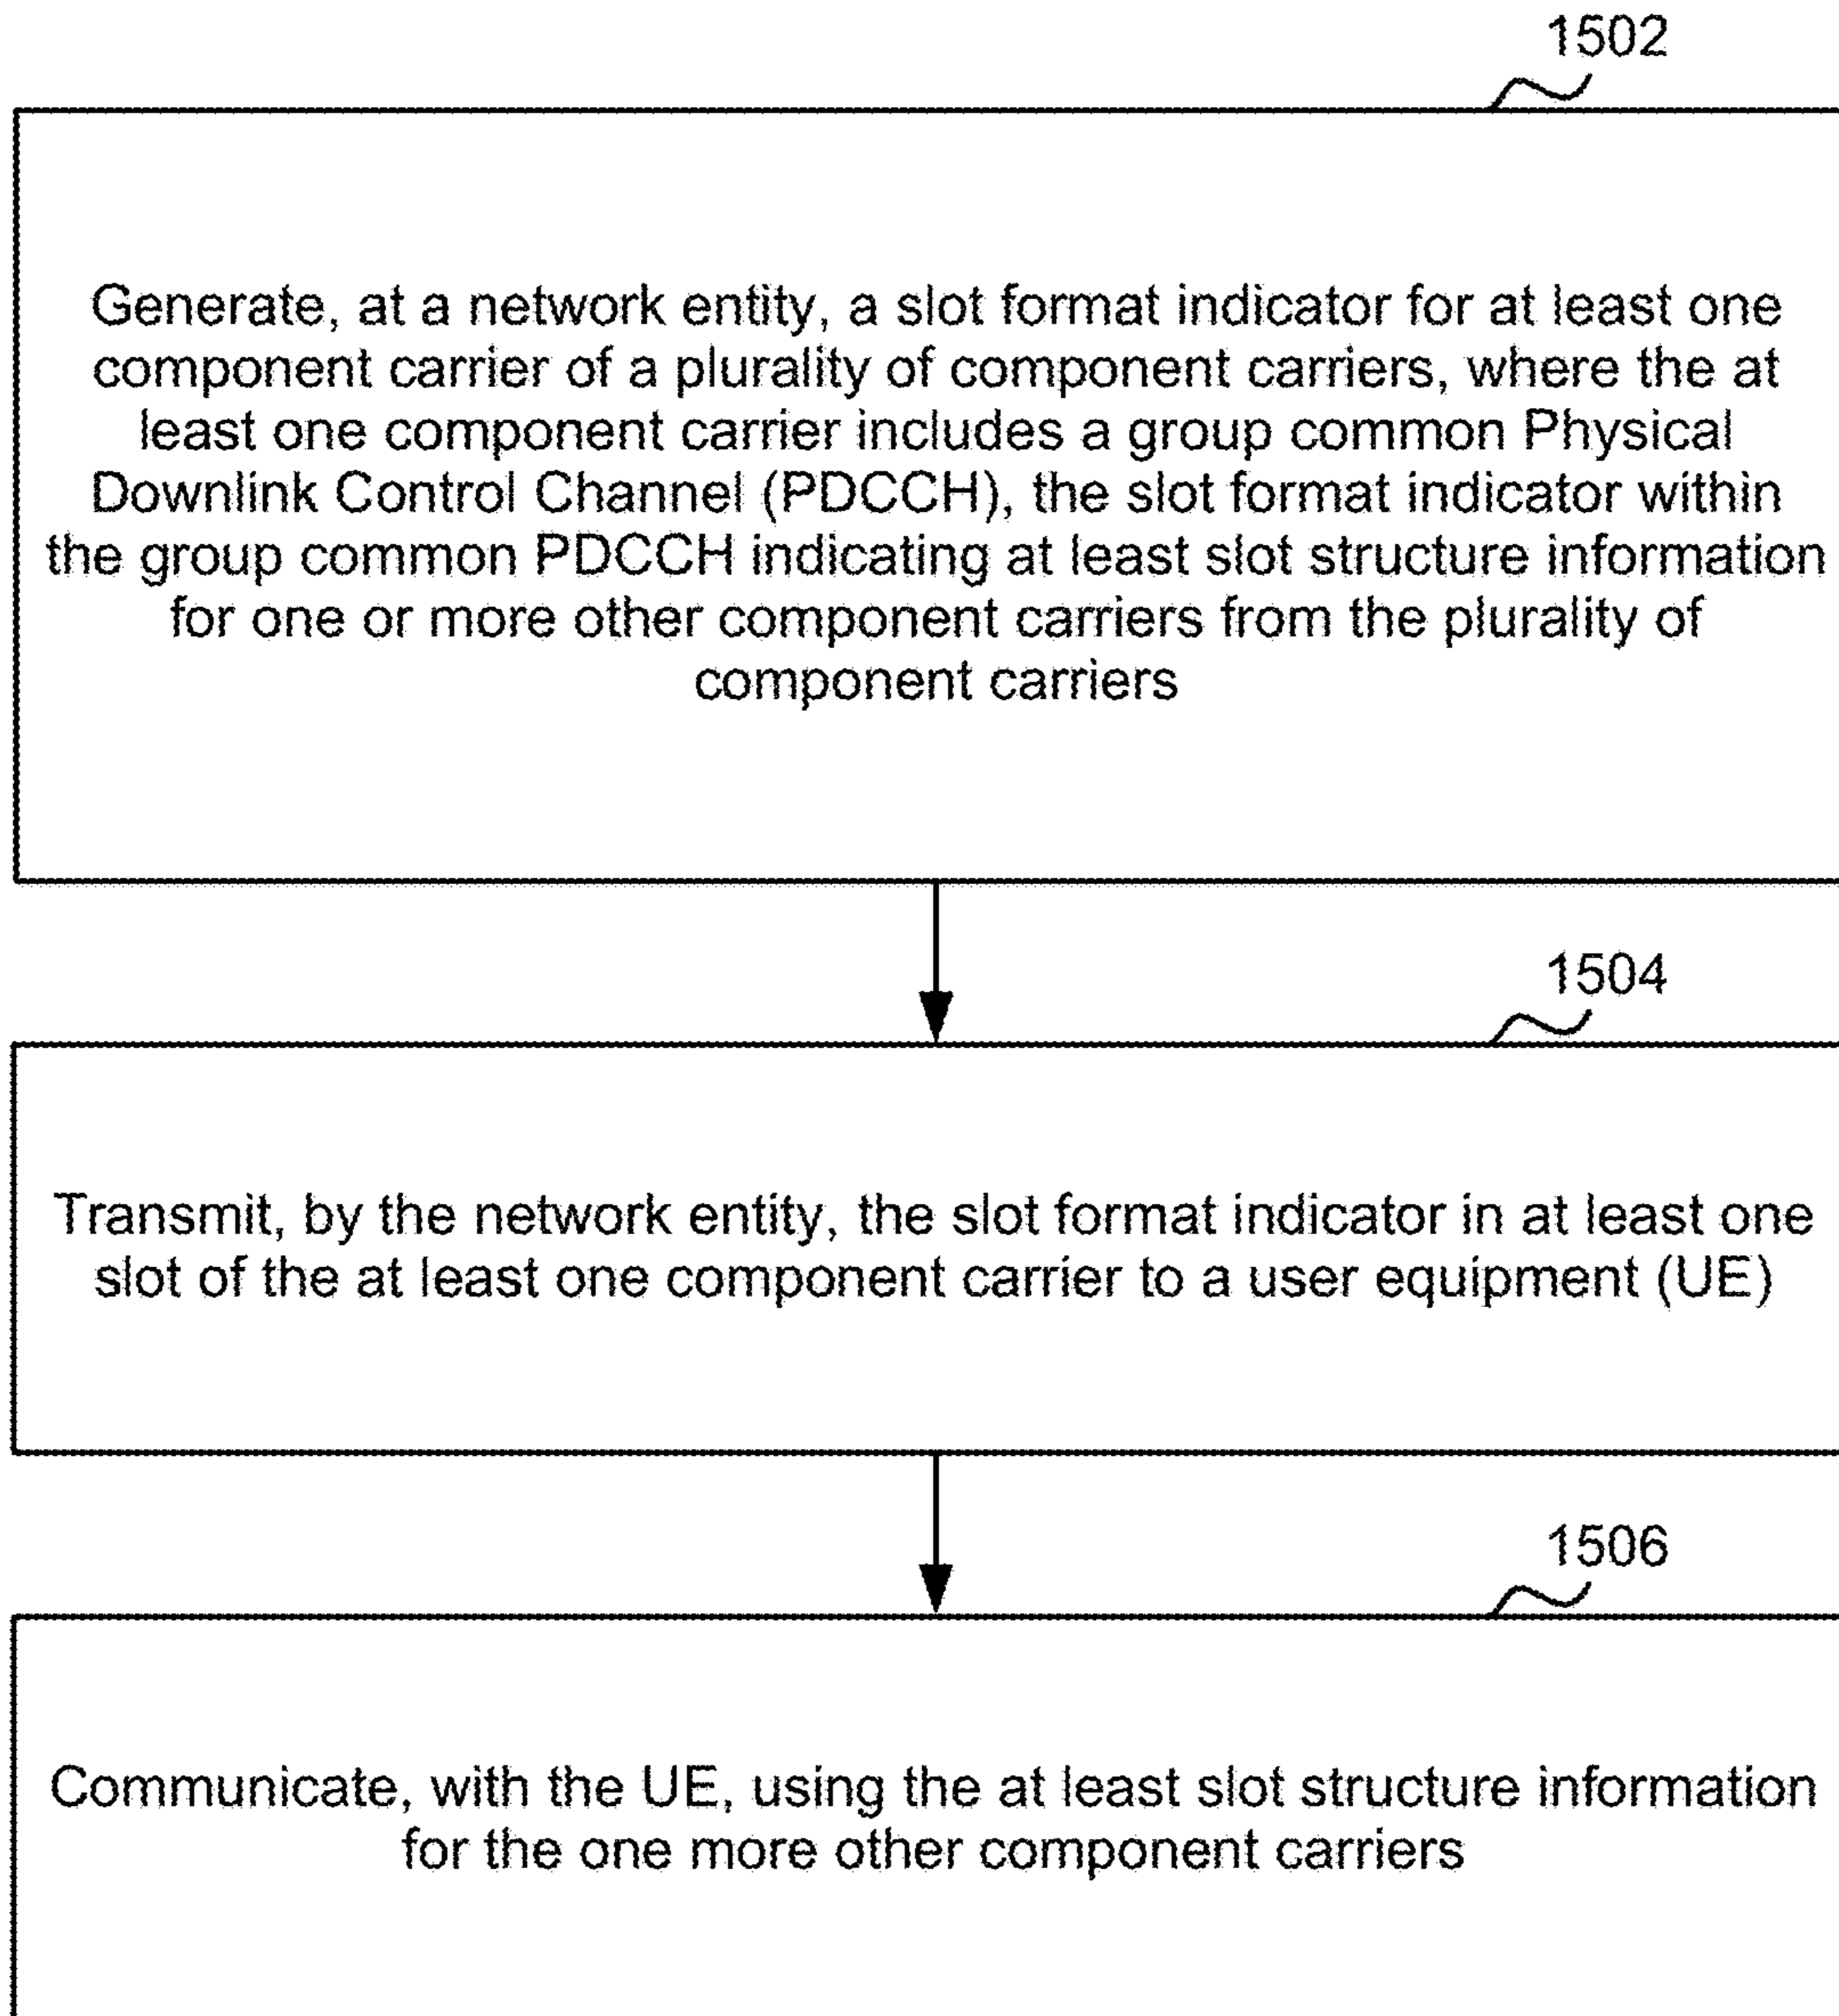 1502
Generate, at a network entity, a slot format indicator for at least one
component carrier of a plurality of component carriers, where the at
least one component carrier includes a group common Physical
Downlink Control Channel (PDCCH), the slot format indicator within
the group common PDCCH indicating at least slot structure information
for one or more other component carriers from the plurality of
component carriers
1504
Transmit, by the network entity, the slot format indicator in at least one
slot of the at least one component carrier to a user equipment (UE)
1506
Communicate, with the UE, using the at least slot structure information
for the one more other component carriers